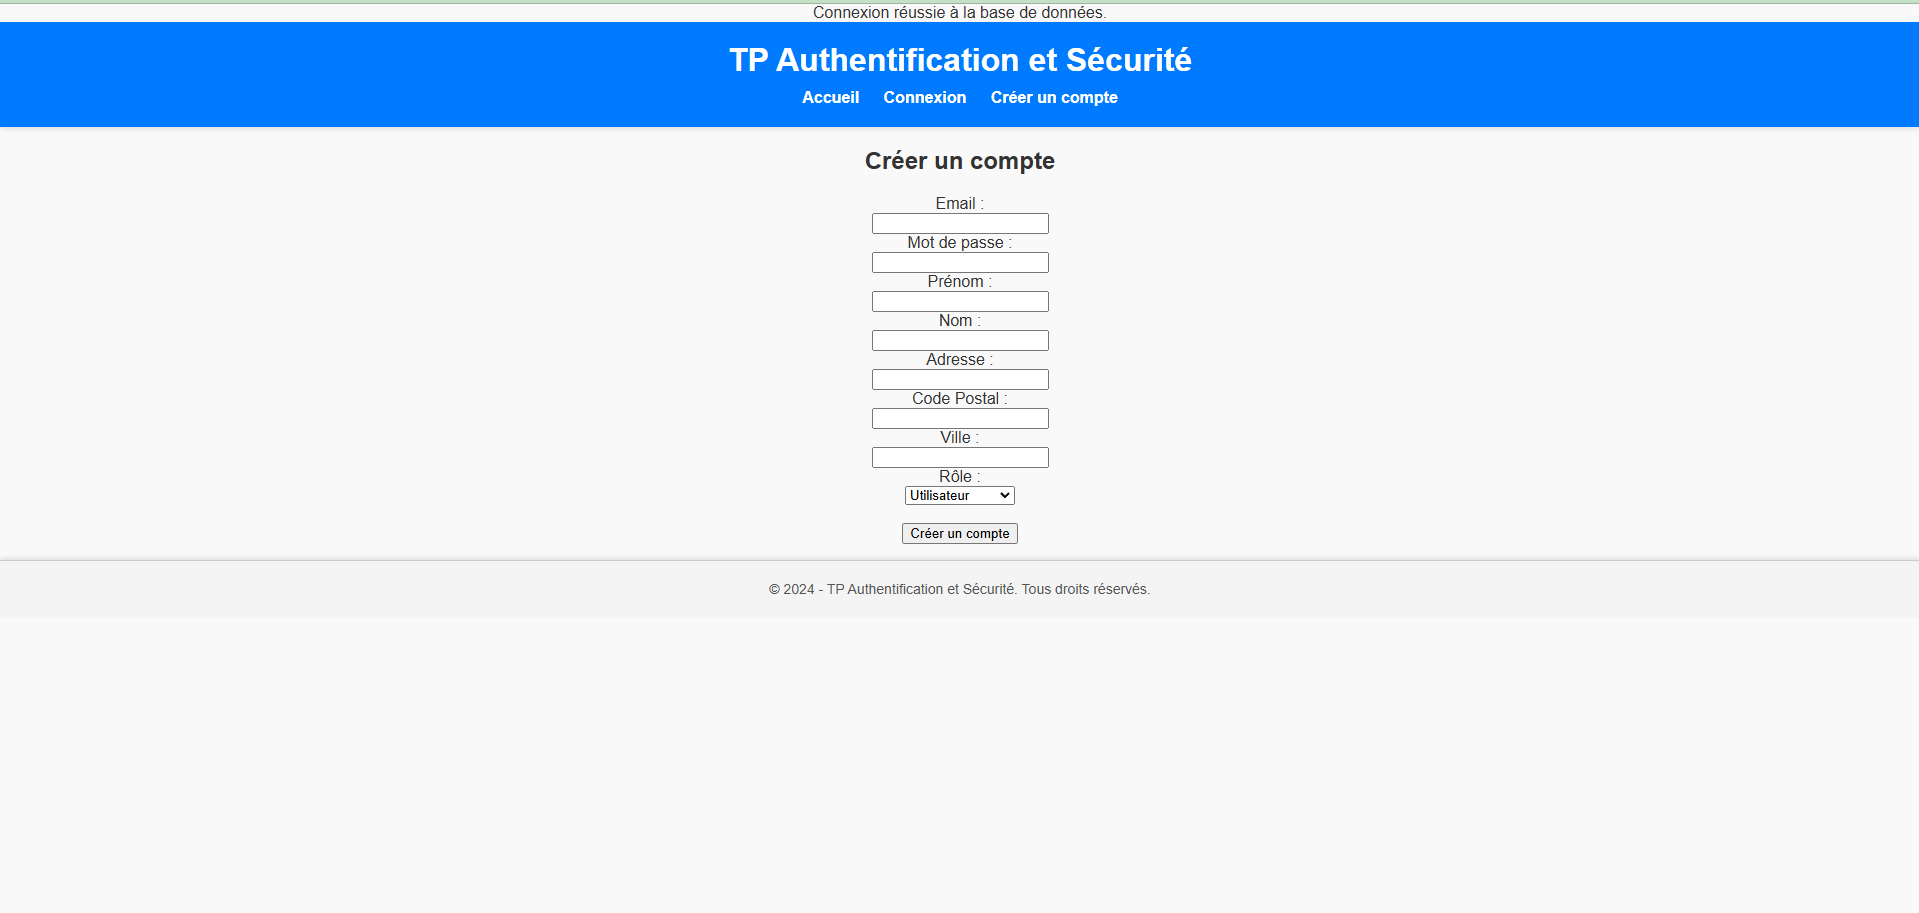 Connexion réussie à la base de données.
TP Authentification et Sécurité
Accueil Connexion Créer un compte
Créer un compte
Email :
Mot de passe :
Prénom :
Nom :
Adresse :
Code Postal :
Ville :
Rôle :
Utilisateur
Créer un compte
© 2024 - TP Authentification et Sécurité. Tous droits réservés.